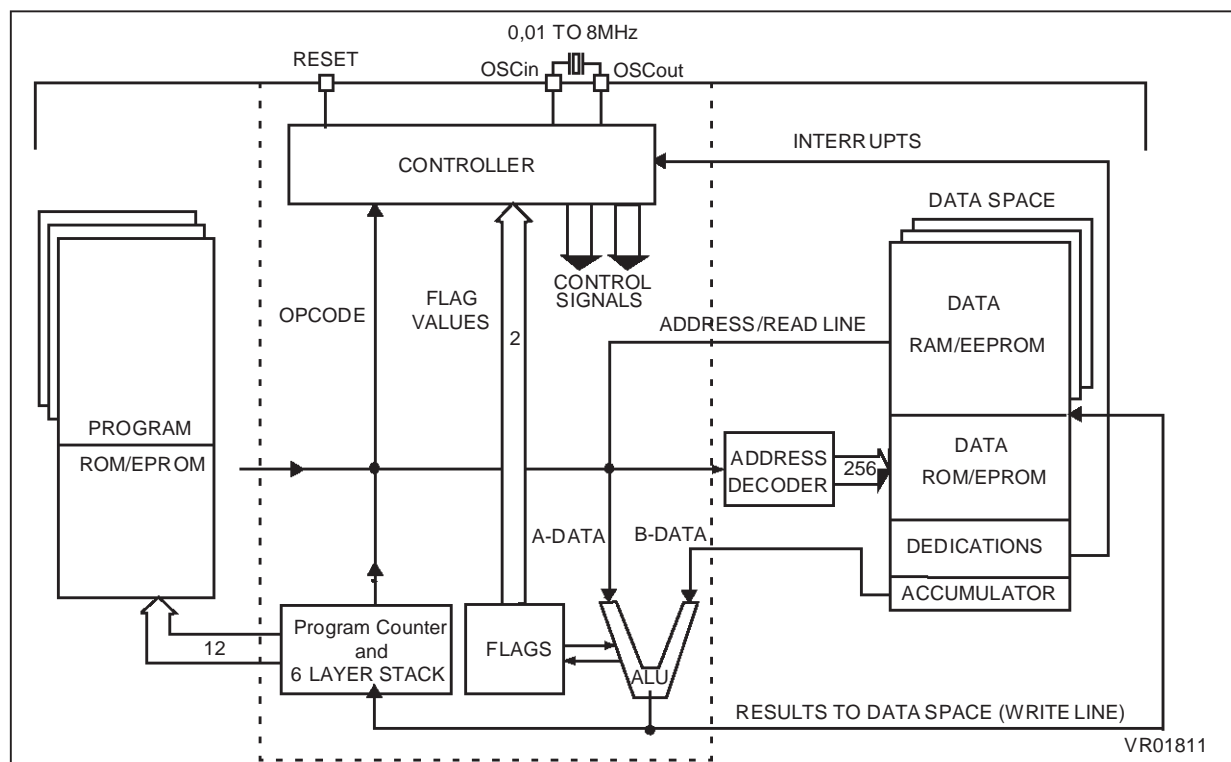 0,01 TO 8MHz
RESET
OSCin
OSCout
INTERRUPTS
CONTROLLER
DATA SPACE
CONTROL
SIGNALS
OPCODE
FLAG
VALUES
2
ADDRESS/READ LINE
DATA
RAM/EEPROM
PROGRAM
ROM/EPROM
ADDRESS
DECODER
256
DATA
ROM/EPROM
A-DATA
B-DATA
DEDICATIONS
ACCUMULATOR
12
Program Counter
and
6 LAYER STACK
FLAGS
ALU
RESULTS TO DATA SPACE (WRITE LINE)
VR01811